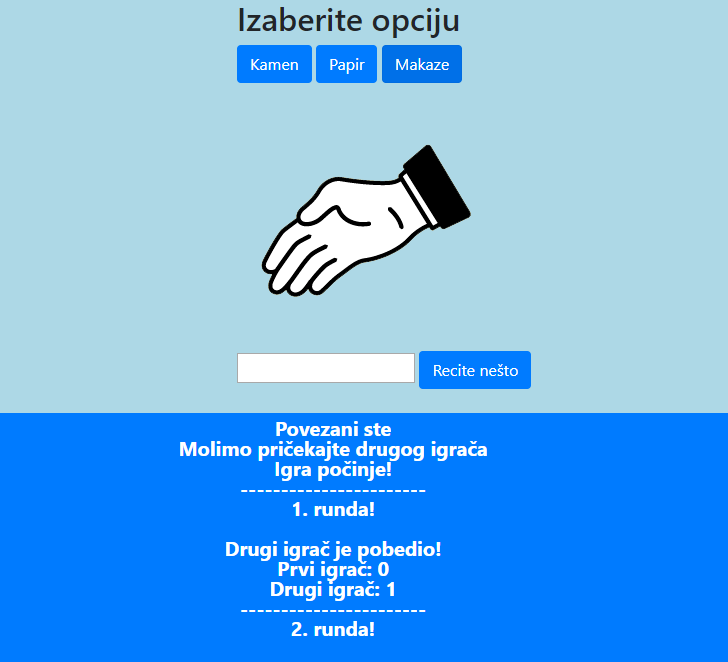 Izaberite opciju
Kamen Papir Makaze
Recite nešto
Povezani ste
Molimo pričekajte drugog igrača
Igra počinje!
-----------------------
1. runda!
Drugi igrač je pobedio!
Prvi igrač: 0
Drugi igrač: 1
-----------------------
2. runda!